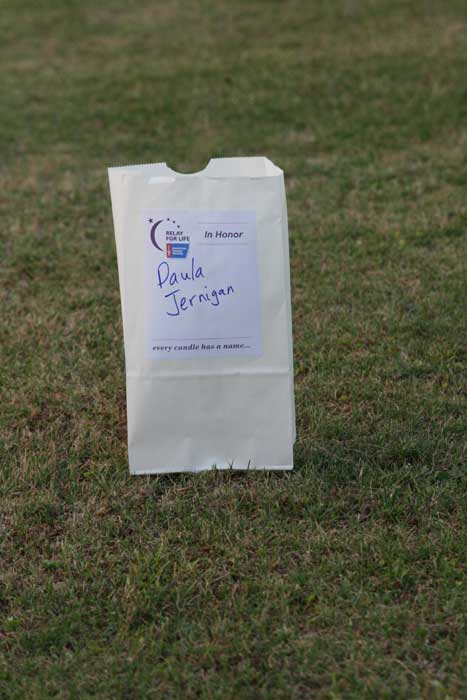 RELAY
FOR LIFE
In Honor
Paula
Jernigan
every candle has a name...